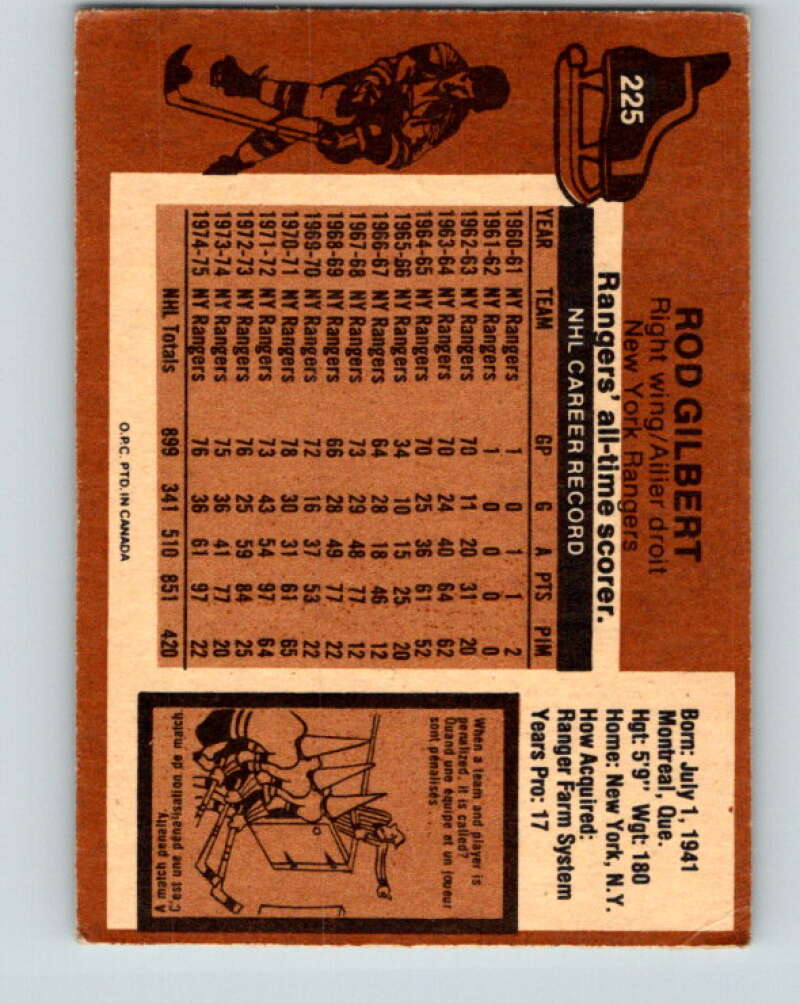 225
ROD GILBERT
Right wing/Ailier droit
New York Rangers
Rangers' all-time scorer.
NHL CAREER RECORD
YEAR TEAM GP G A PTS PIM
1960-61 NY Rangers 1 0 1 1 2
1961-62 NY Rangers 1 0 0 0 0
1962-63 NY Rangers 70 11 20 31 20
1963-64 NY Rangers 70 24 40 64 62
1964-65 NY Rangers 70 25 36 61 52
1965-66 NY Rangers 34 10 15 25 20
1966-67 NY Rangers 64 28 18 46 12
1967-68 NY Rangers 73 29 48 77 12
1968-69 NY Rangers 66 28 49 77 22
1969-70 NY Rangers 72 16 37 53 22
1970-71 NY Rangers 78 30 31 61 65
1971-72 NY Rangers 73 43 54 97 64
1972-73 NY Rangers 76 25 59 84 25
1973-74 NY Rangers 75 36 41 77 20
1974-75 NY Rangers 76 36 61 97 22
NHL Totals 899 341 510 851 420
O.P.C. PTD. IN CANADA
Born: July 1, 1941
Montreal, Que.
Hgt: 5'9" Wgt: 180
Home: New York, N.Y.
How Acquired:
Ranger Farm System
Years Pro: 17
When a team and player is
penalized, it is called?
Quand une équipe et un joueur
sont pénalisés
C'est une pénalisation de match.
A match penalty.